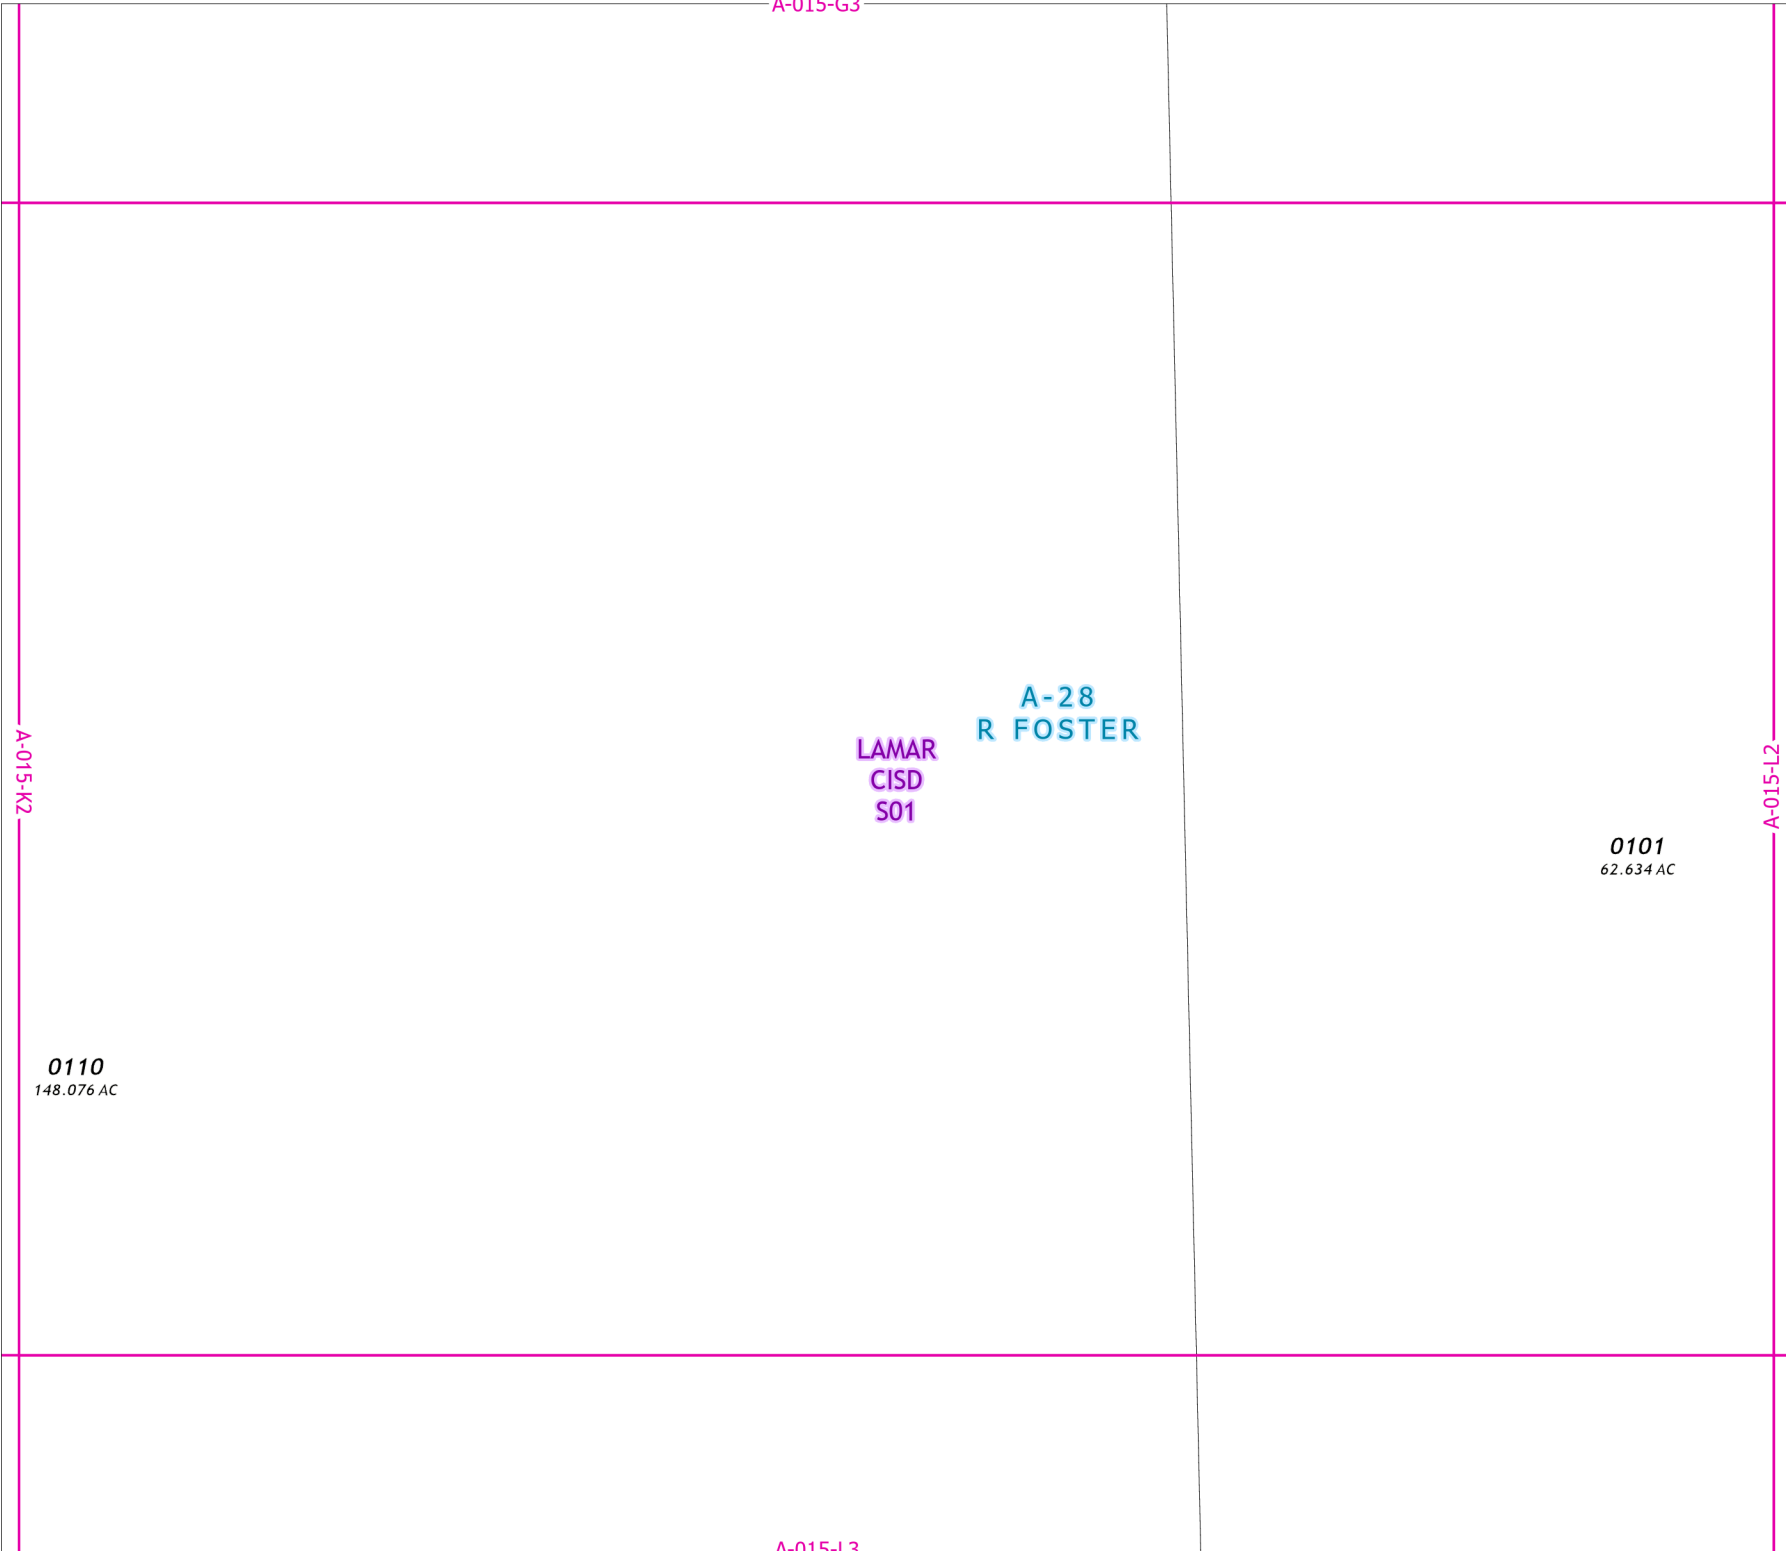 A-015-G3
A-28
R FOSTER
LAMAR
CISD
S01
A-015-K2
A-015-L2
0101
62.634 AC
0110
148.076 AC
A-015-L3